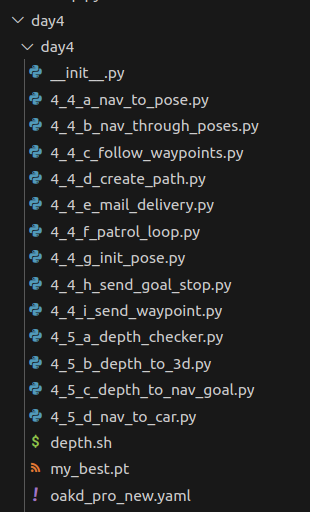 day4
day4
__init__.py
4_4_a_nav_to_pose.py
4_4_b_nav_through_poses.py
4_4_c_follow_waypoints.py
4_4_d_create_path.py
4_4_e_mail_delivery.py
4_4_f_patrol_loop.py
4_4_g_init_pose.py
4_4_h_send_goal_stop.py
4_4_i_send_waypoint.py
4_5_a_depth_checker.py
4_5_b_depth_to_3d.py
4_5_c_depth_to_nav_goal.py
4_5_d_nav_to_car.py
$ depth.sh
my_best.pt
! oakd_pro_new.yaml